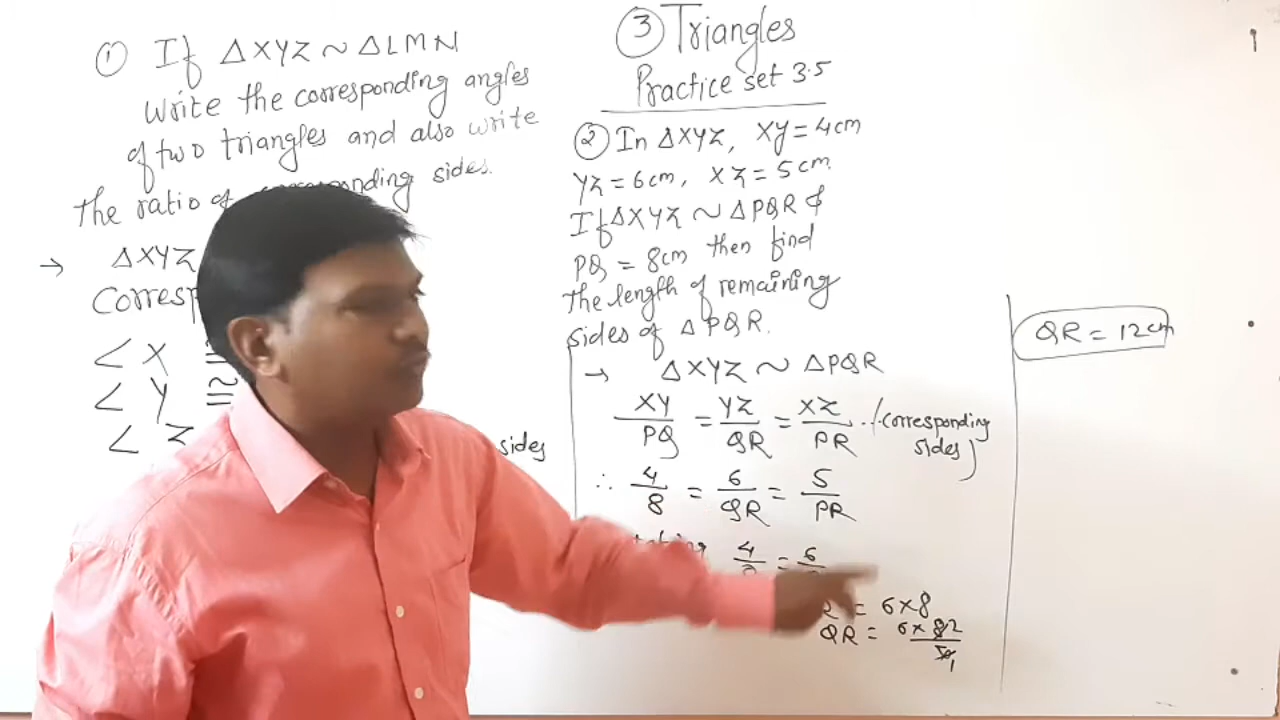 ① If △XYZ ~ △LMN
Write the corresponding angles
of two triangles and also write
The ratio of corresponding sides.
→ △XYZ
< X ≅
< Y ≅
< Z
sides
③ Triangles
Practice set 3.5
② In △XYZ, XY = 4cm
YZ = 6cm, XZ = 5cm.
If △XYZ ~ △PQR &
PQ = 8cm then find
The length of remaining
sides of △PQR.
→ △XYZ ~ △PQR
XY/PQ = YZ/QR = XZ/PR ... (corresponding
sides)
∴ 4/8 = 6/QR = 5/PR
4/8 = 6/
R = 6×8
QR = 6×82
QR = 12cm